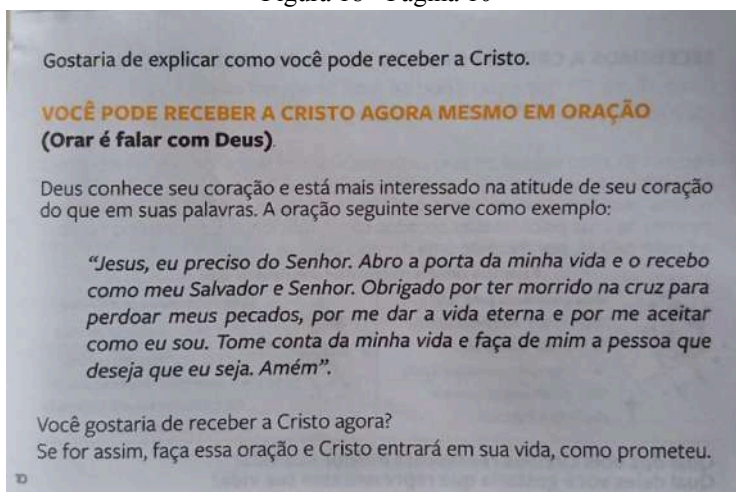 Gostaria de explicar como você pode receber a Cristo.
VOCÊ PODE RECEBER A CRISTO AGORA MESMO EM ORAÇÃO
(Orar é falar com Deus).
Deus conhece seu coração e está mais interessado na atitude de seu coração
do que em suas palavras. A oração seguinte serve como exemplo:
“Jesus, eu preciso do Senhor. Abro a porta da minha vida e o recebo
como meu Salvador e Senhor. Obrigado por ter morrido na cruz para
perdoar meus pecados, por me dar a vida eterna e por me aceitar
como eu sou. Tome conta da minha vida e faça de mim a pessoa que
deseja que eu seja. Amém”.
Você gostaria de receber a Cristo agora?
Se for assim, faça essa oração e Cristo entrará em sua vida, como prometeu.
10